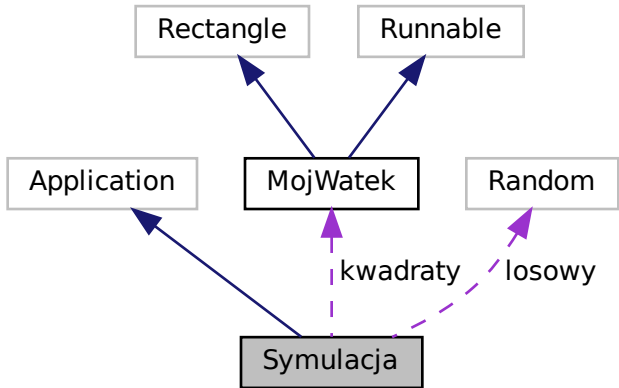 Rectangle
Runnable
Application
MojWatek
Random
kwadraty
losowy
Symulacja